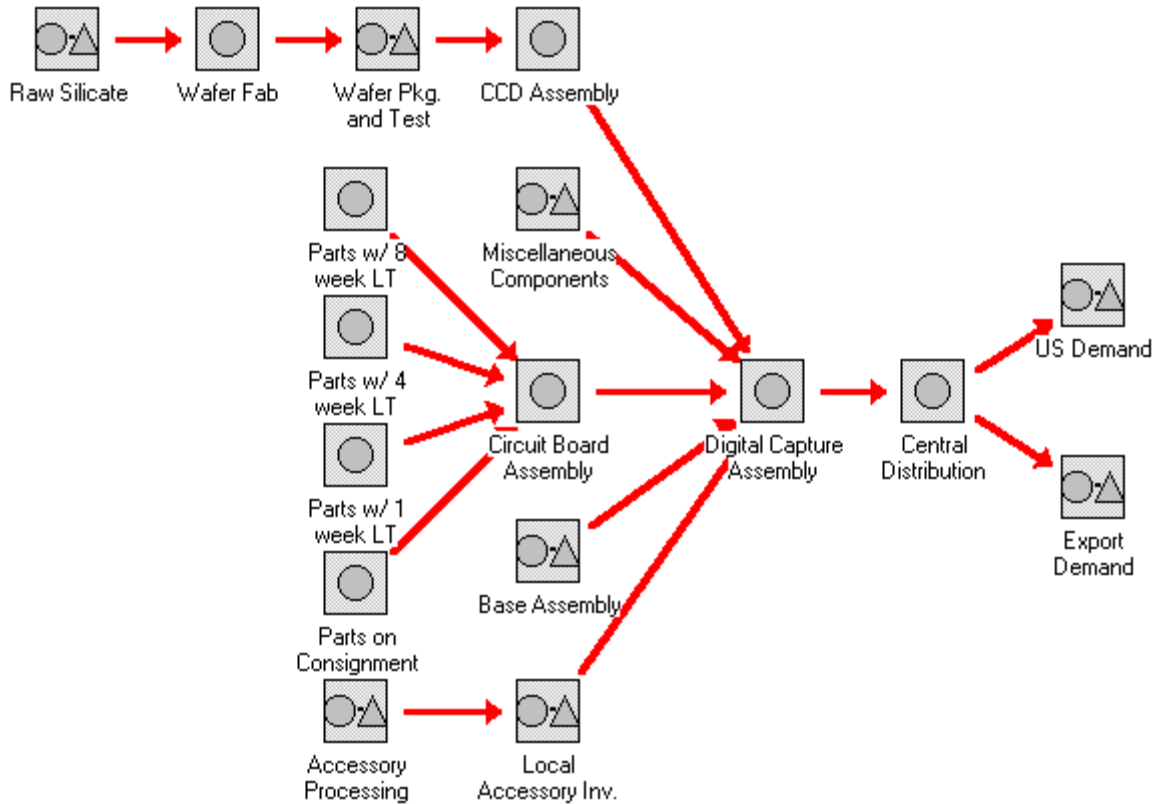 Raw Silicate
Wafer Fab
Wafer Pkg.
and Test
CCD Assembly
Parts w/ 8
week LT
Miscellaneous
Components
US Demand
Parts w/ 4
week LT
Circuit Board
Assembly
Digital Capture
Assembly
Central
Distribution
Parts w/ 1
week LT
Export
Demand
Base Assembly
Parts on
Consignment
Accessory
Processing
Local
Accessory Inv.